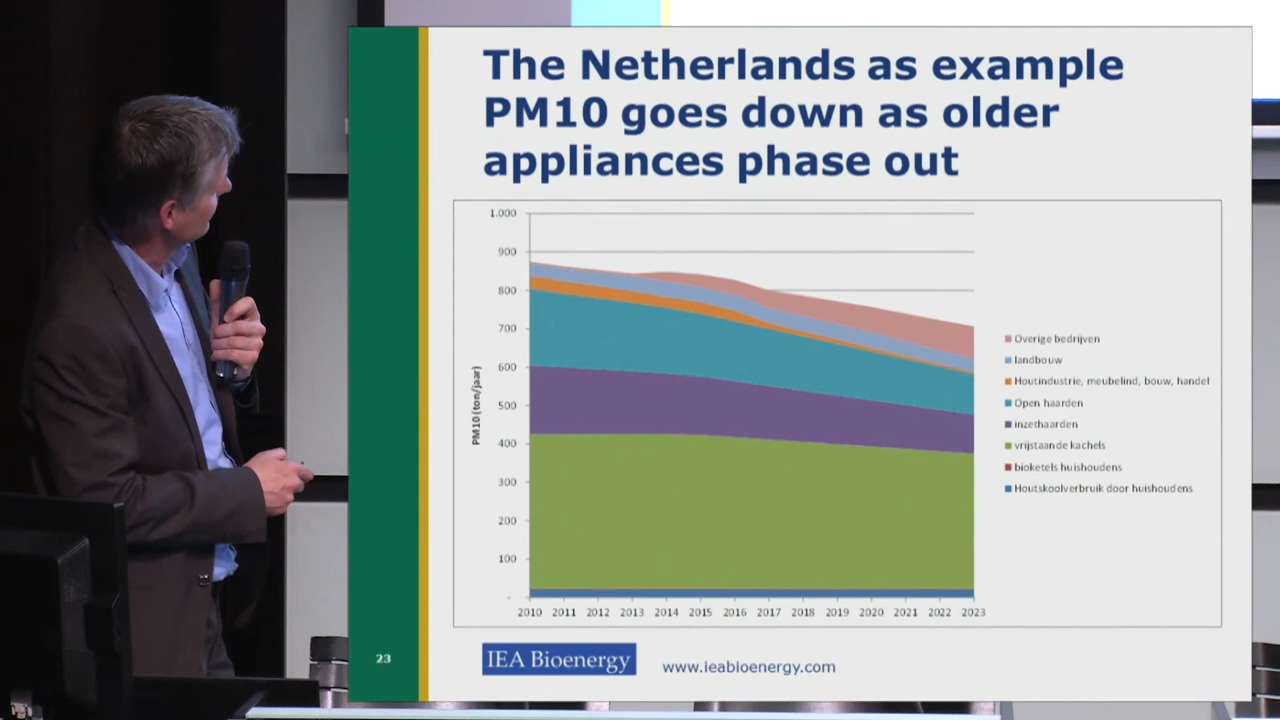 The Netherlands as example
PM10 goes down as older
appliances phase out
1.000
900
800
700
600
500
400
300
200
100
-
PM10 (ton/jaar)
2010 2011 2012 2013 2014 2015 2016 2017 2018 2019 2020 2021 2022 2023
Overige bedrijven
landbouw
Houtindustrie, meubelind, bouw, handel
Open haarden
inzethaarden
vrijstaande kachels
bioketels huishoudens
Houtskoolverbruik door huishoudens
23
IEA Bioenergy
www.ieabioenergy.com